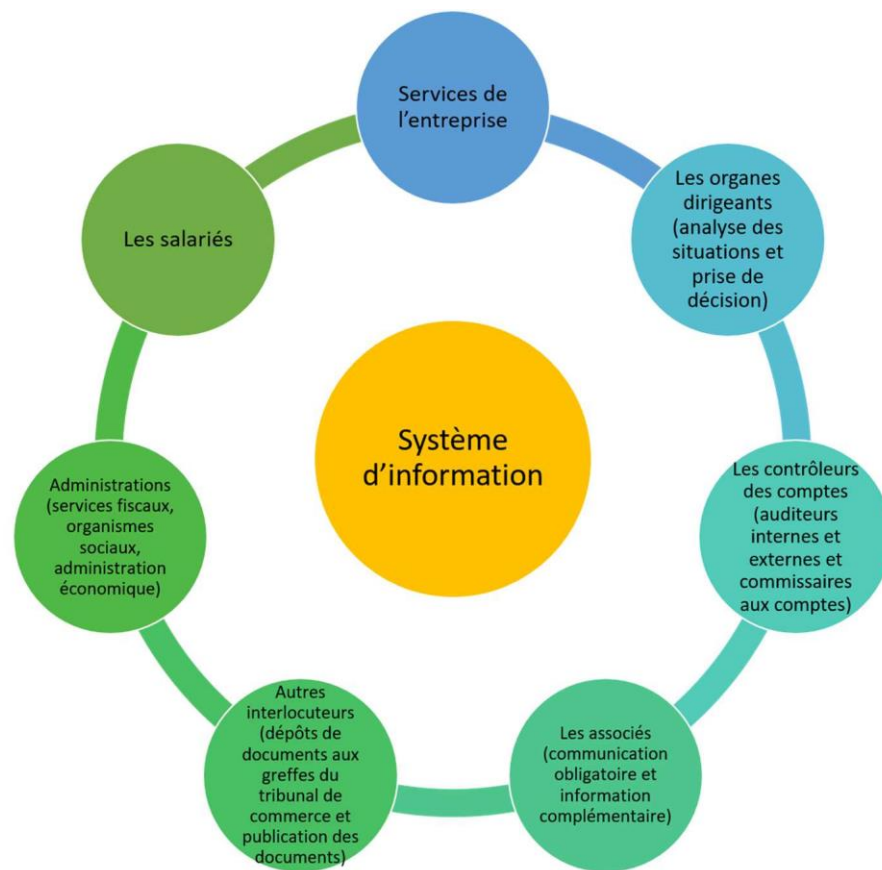 Services de
l'entreprise
Les organes
dirigeants
(analyse des
situations et
prise de
décision)
Les contrôleurs
des comptes
(auditeurs
internes et
externes et
commissaires
aux comptes)
Les associés
(communication
obligatoire et
information
complémentaire)
Autres
interlocuteurs
(dépôts de
documents aux
greffes du
tribunal de
commerce et
publication des
documents)
Administrations
(services fiscaux,
organismes
sociaux,
administration
économique)
Les salariés
Système
d'information